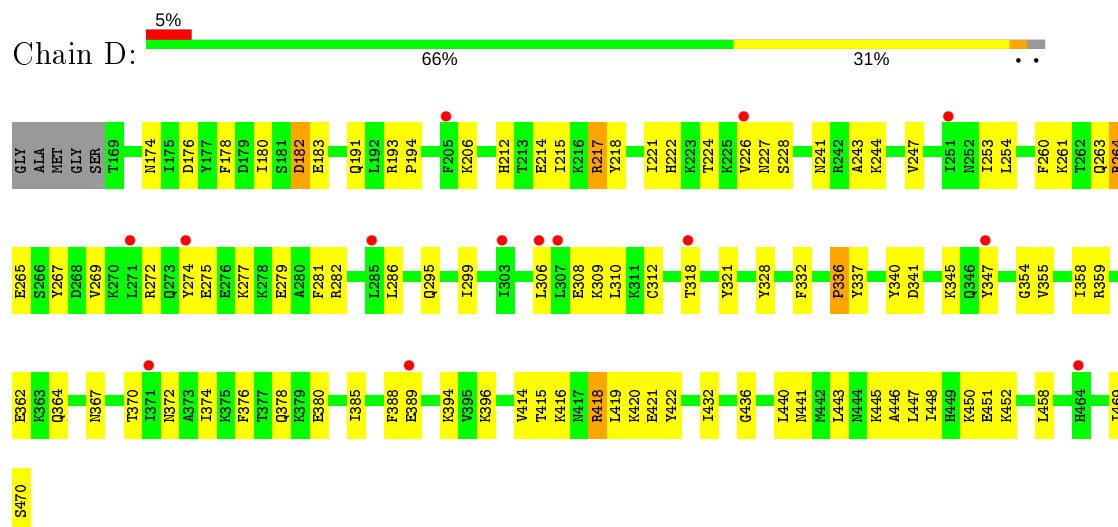 5%
Chain D:
66% 31% • •
GLY ALA MET GLY SER T169 N174 I175 D176 Y177 F178 D179 I180 S181 D182 E183 Q191 L192 R193 P194 F205 K206 H212 T213 E214 I215 K216 R217 Y218 I221 H222 K223 T224 K225 V226 N227 S228 N241 R242 A243 K244 V247 I251 N252 I253 L254 F260 K261 T262 Q263
E265 S266 Y267 D268 V269 K270 L271 R272 Q273 Y274 E275 E276 K277 K278 E279 A280 F281 R282 L285 L286 Q295 I299 I303 L306 L307 E308 K309 L310 K311 C312 T318 Y321 Y328 F332 P336 Y337 Y340 D341 K345 Q346 Y347 G354 V355 I358 R359
E362 K363 Q364 N367 T370 I371 N372 A373 I374 K375 F376 T377 Q378 K379 E380 I385 F388 E389 K394 V395 K396 V414 T415 K416 N417 R418 L419 K420 E421 Y422 I432 G436 L440 N441 M442 L443 N444 K445 A446 L447 I448 H449 K450 E451 K452 L458 H464
S470